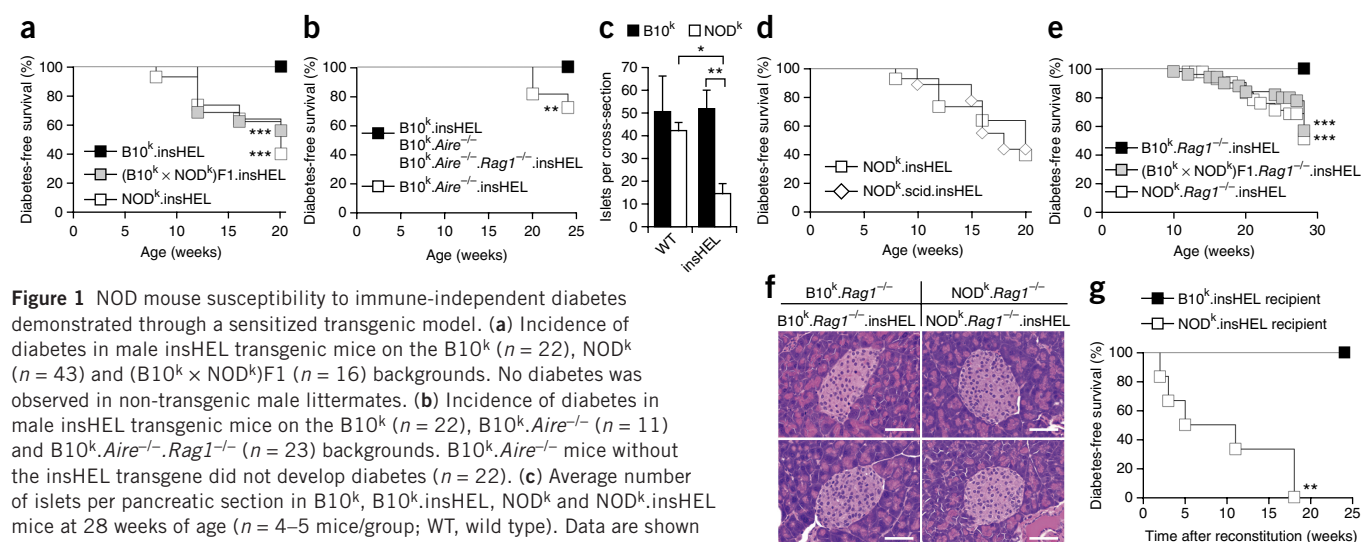 a
Diabetes-free survival (%)
100
80
60
40
20
0
0 5 10 15 20
Age (weeks)
***
***
B10k.insHEL
(B10k × NODk)F1.insHEL
NODk.insHEL
b
Diabetes-free survival (%)
100
80
60
40
20
0
0 5 10 15 20 25
Age (weeks)
**
B10k.insHEL
B10k.Aire–/–
B10k.Aire–/–.Rag1–/–.insHEL
B10k.Aire–/–.insHEL
c
B10k NODk
Islets per cross-section
70
60
50
40
30
20
10
0
*
**
WT
insHEL
d
Diabetes-free survival (%)
100
80
60
40
20
0
0 5 10 15 20
Age (weeks)
NODk.insHEL
NODk.scid.insHEL
e
Diabetes-free survival (%)
100
80
60
40
20
0
0 10 20 30
Age (weeks)
***
***
B10k.Rag1–/–.insHEL
(B10k × NODk)F1.Rag1–/–.insHEL
NODk.Rag1–/–.insHEL
Figure 1 NOD mouse susceptibility to immune-independent diabetes
demonstrated through a sensitized transgenic model. (a) Incidence of
diabetes in male insHEL transgenic mice on the B10k (n = 22), NODk
(n = 43) and (B10k × NODk)F1 (n = 16) backgrounds. No diabetes was
observed in non-transgenic male littermates. (b) Incidence of diabetes in
male insHEL transgenic mice on the B10k (n = 22), B10k.Aire–/– (n = 11)
and B10k.Aire–/–.Rag1–/– (n = 23) backgrounds. B10k.Aire–/– mice without
the insHEL transgene did not develop diabetes (n = 22). (c) Average number
of islets per pancreatic section in B10k, B10k.insHEL, NODk and NODk.insHEL
mice at 28 weeks of age (n = 4–5 mice/group; WT, wild type). Data are shown
f
B10k.Rag1–/– NODk.Rag1–/–
B10k.Rag1–/–.insHEL NODk.Rag1–/–.insHEL
g
B10k.insHEL recipient
NODk.insHEL recipient
Diabetes-free survival (%)
100
80
60
40
20
0
0 5 10 15 20 25
Time after reconstitution (weeks)
**